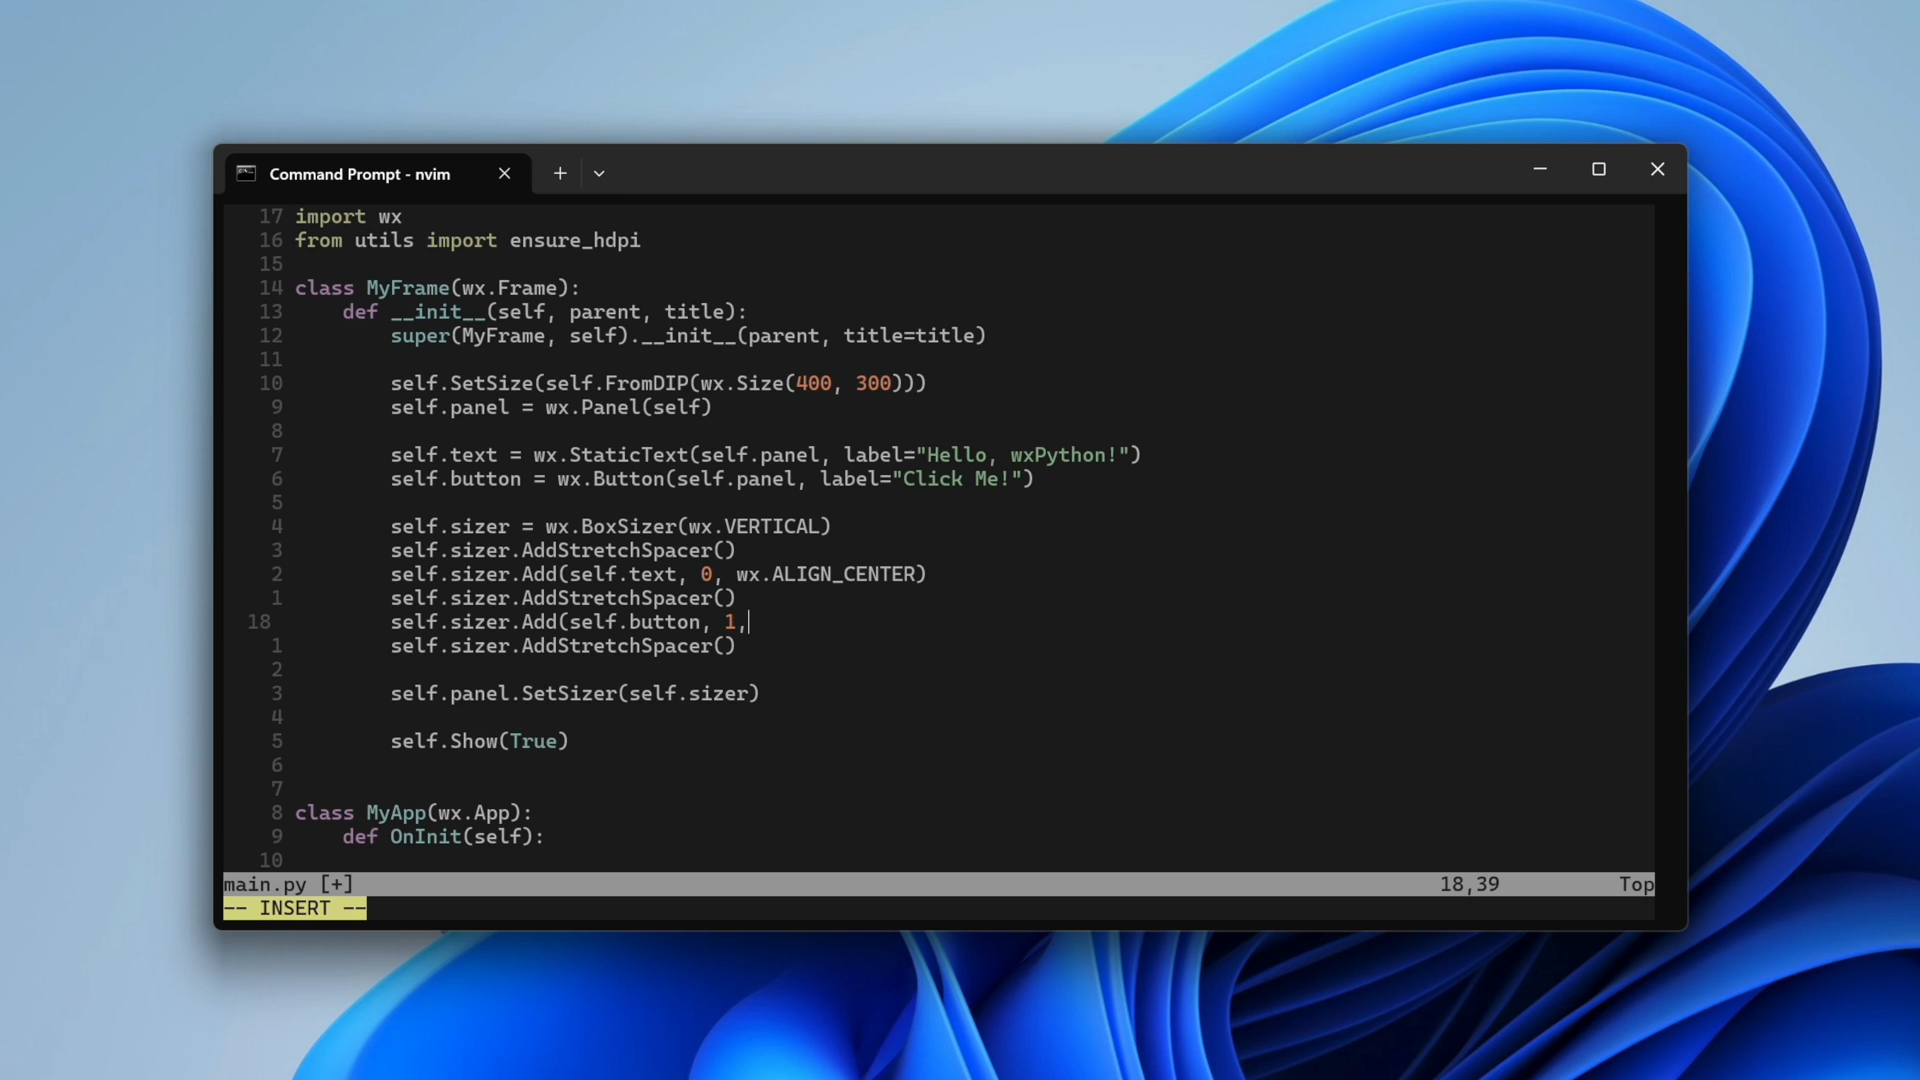 Command Prompt - nvim
17 import wx
16 from utils import ensure_hdpi
15
14 class MyFrame(wx.Frame):
13     def __init__(self, parent, title):
12         super(MyFrame, self).__init__(parent, title=title)
11
10         self.SetSize(self.FromDIP(wx.Size(400, 300)))
9         self.panel = wx.Panel(self)
8
7         self.text = wx.StaticText(self.panel, label="Hello, wxPython!")
6         self.button = wx.Button(self.panel, label="Click Me!")
5
4         self.sizer = wx.BoxSizer(wx.VERTICAL)
3         self.sizer.AddStretchSpacer()
2         self.sizer.Add(self.text, 0, wx.ALIGN_CENTER)
1         self.sizer.AddStretchSpacer()
18         self.sizer.Add(self.button, 1,
1         self.sizer.AddStretchSpacer()
2
3         self.panel.SetSizer(self.sizer)
4
5         self.Show(True)
6
7
8 class MyApp(wx.App):
9     def OnInit(self):
10
main.py [+] 18,39 Top
-- INSERT --